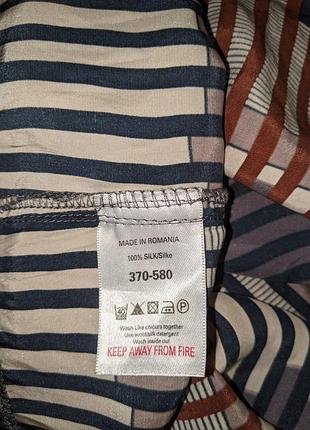 MADE IN ROMANIA
100% SILK/Silke
370-580
Wash Like colours together
Use wool/silk detergent
Wash inside out
KEEP AWAY FROM FIRE